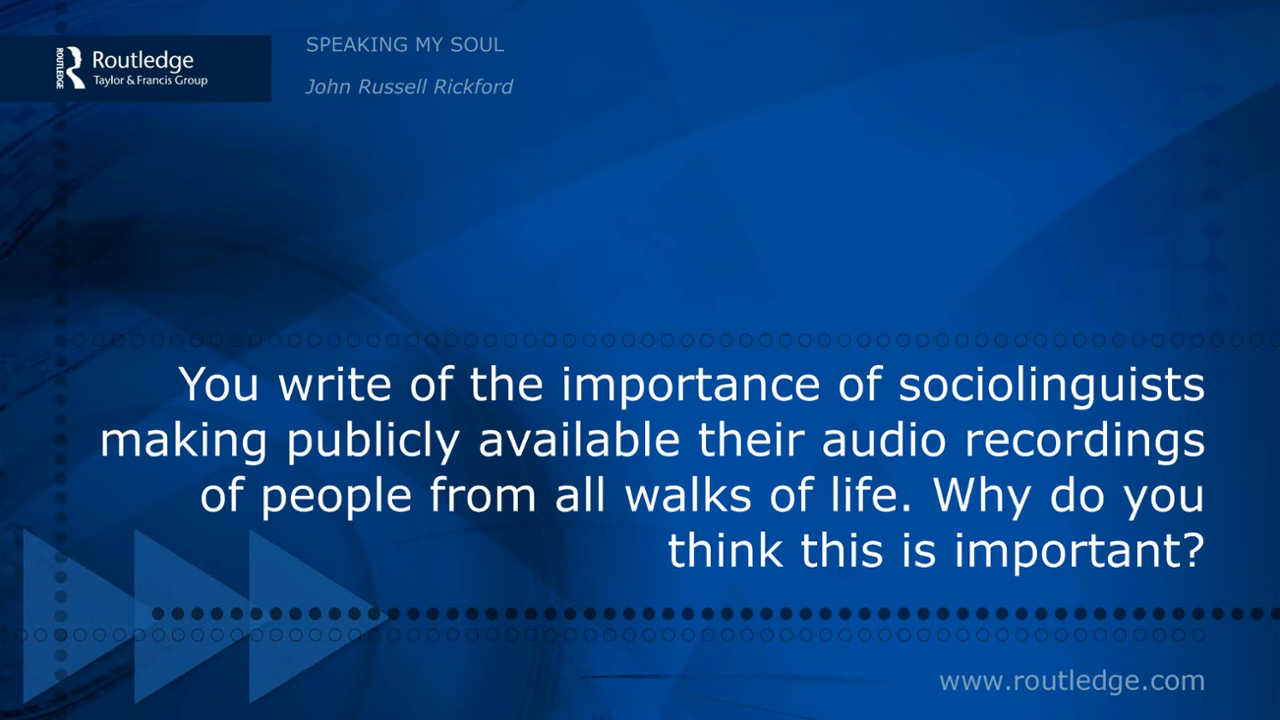 ROUTLEDGE
Routledge
Taylor & Francis Group
SPEAKING MY SOUL
John Russell Rickford
You write of the importance of sociolinguists
making publicly available their audio recordings
of people from all walks of life. Why do you
think this is important?
www.routledge.com